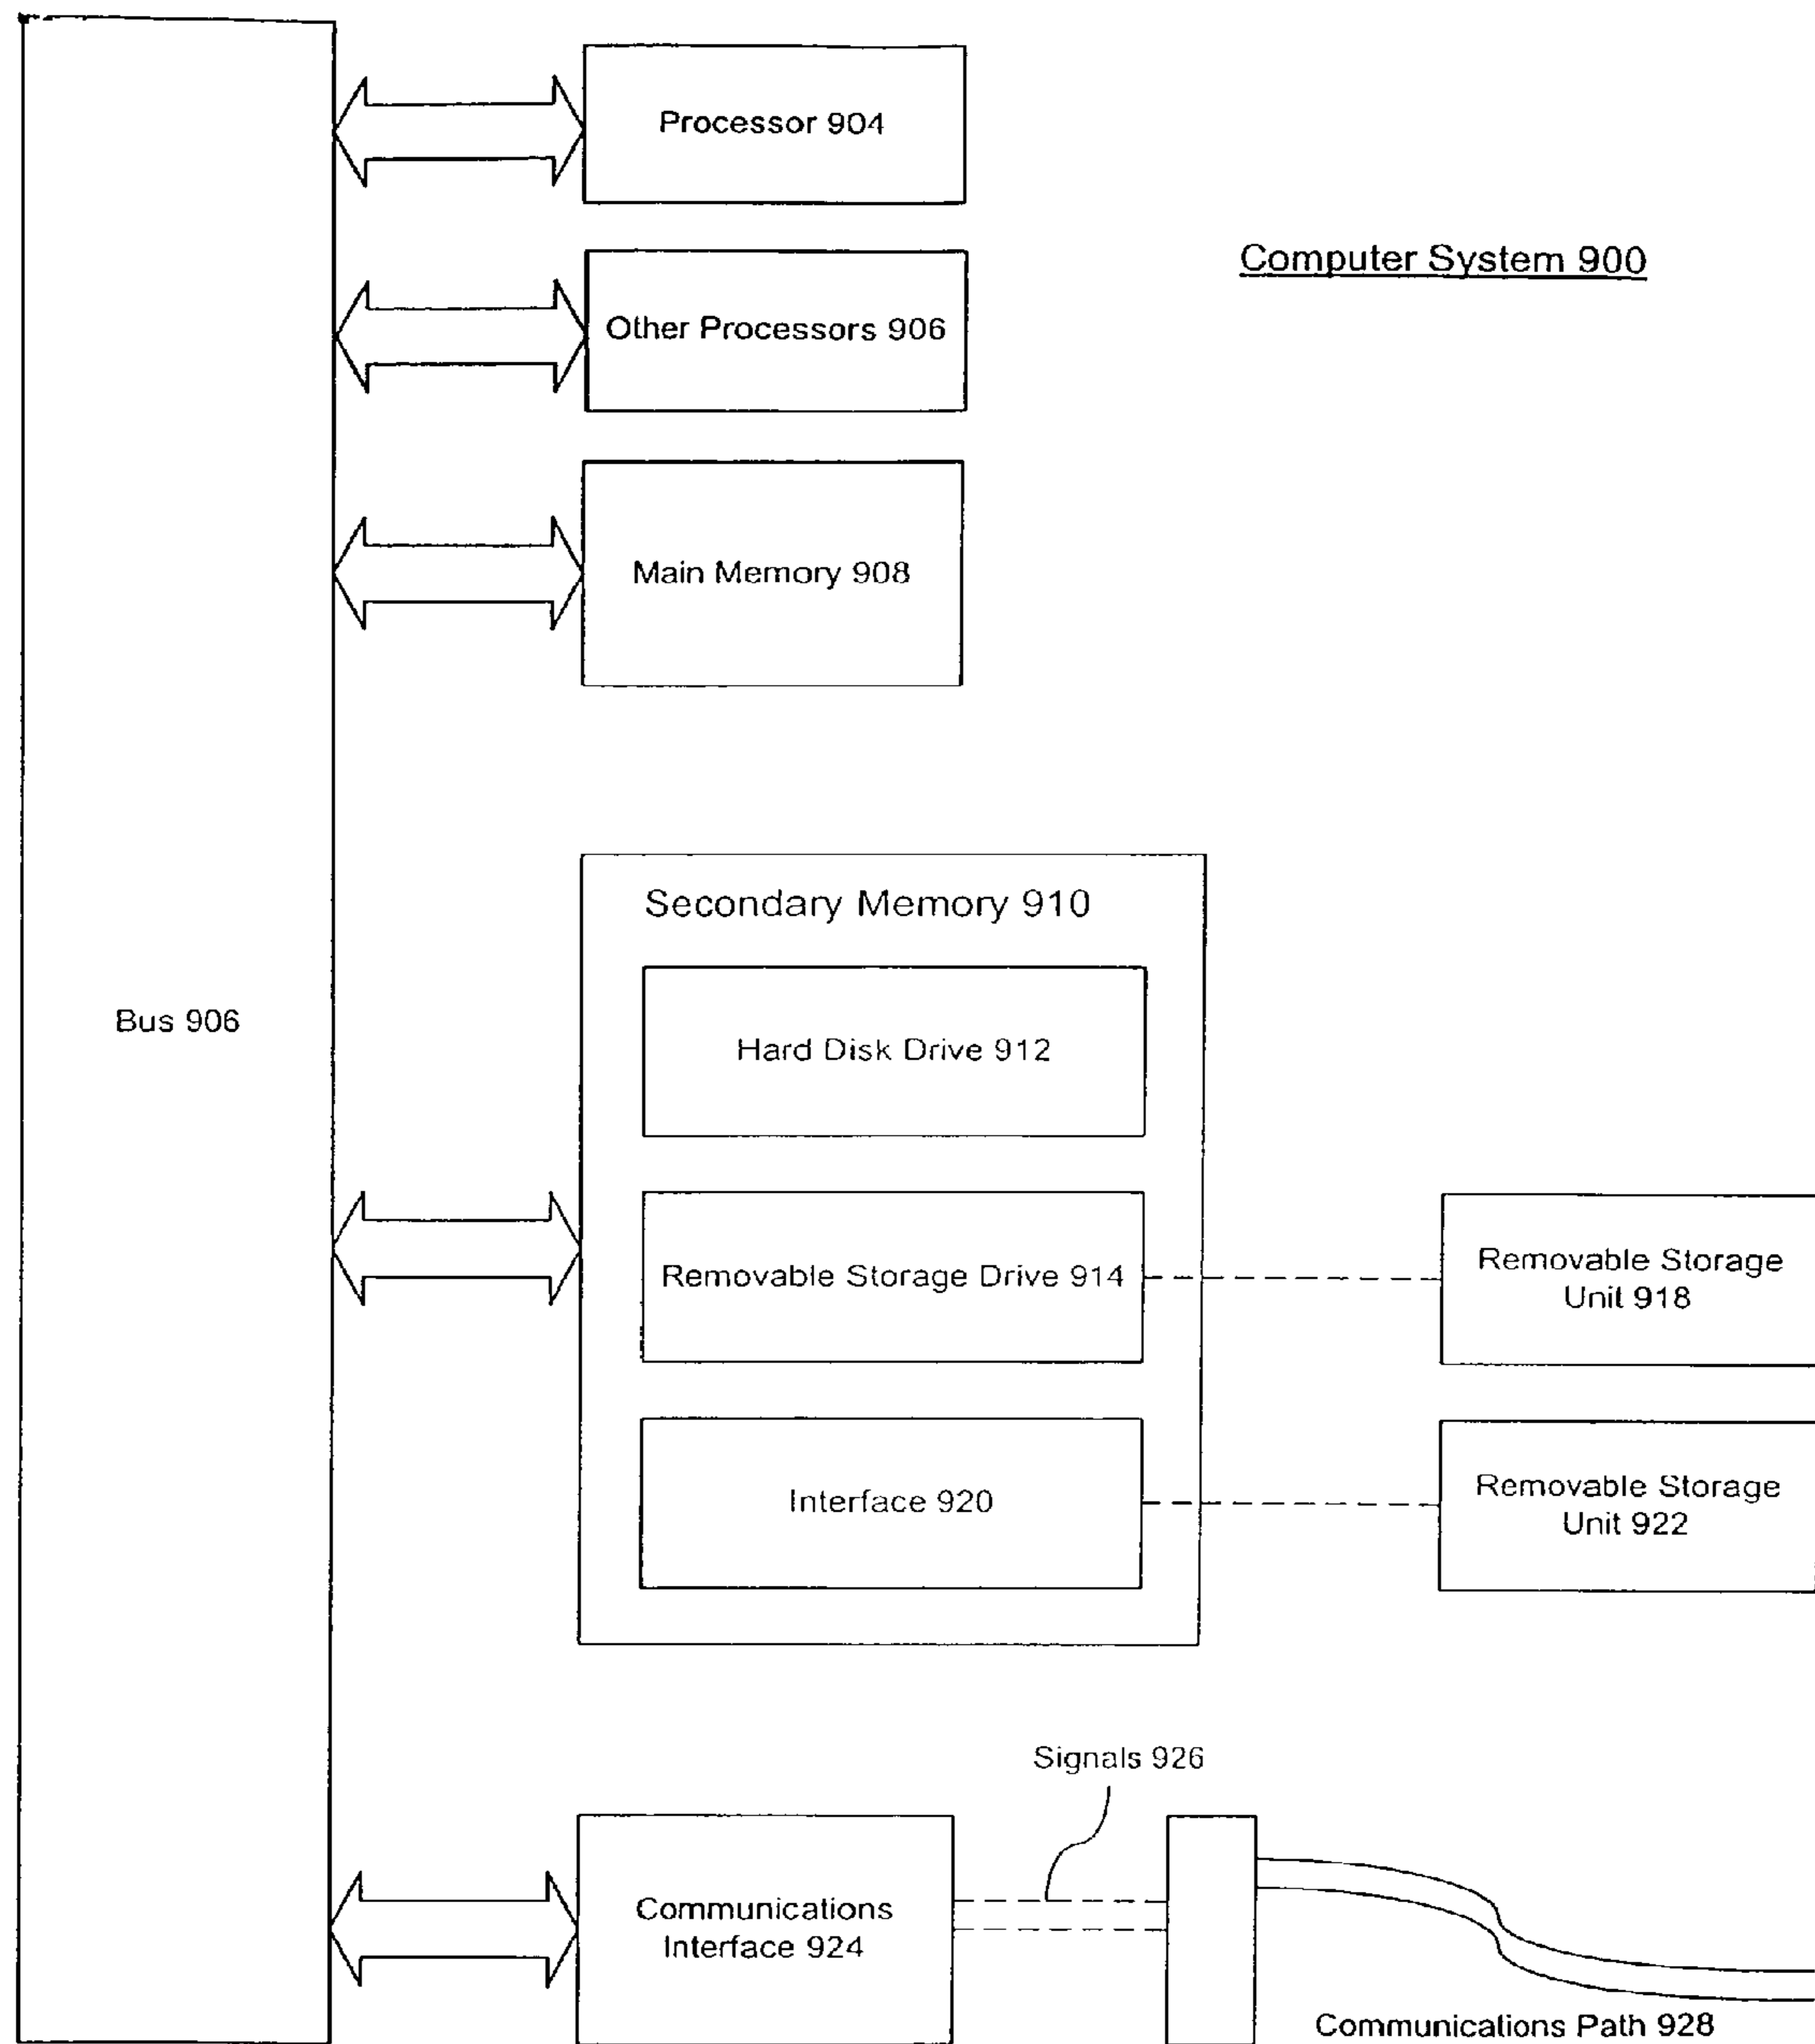 Processor 904
Computer System 900
Other Processors 906
Main Memory 908
Secondary Memory 910
Bus 906
Hard Disk Drive 912
Removable Storage Drive 914
Removable Storage
Unit 918
Interface 920
Removable Storage
Unit 922
Signals 926
Communications
Interface 924
Communications Path 928